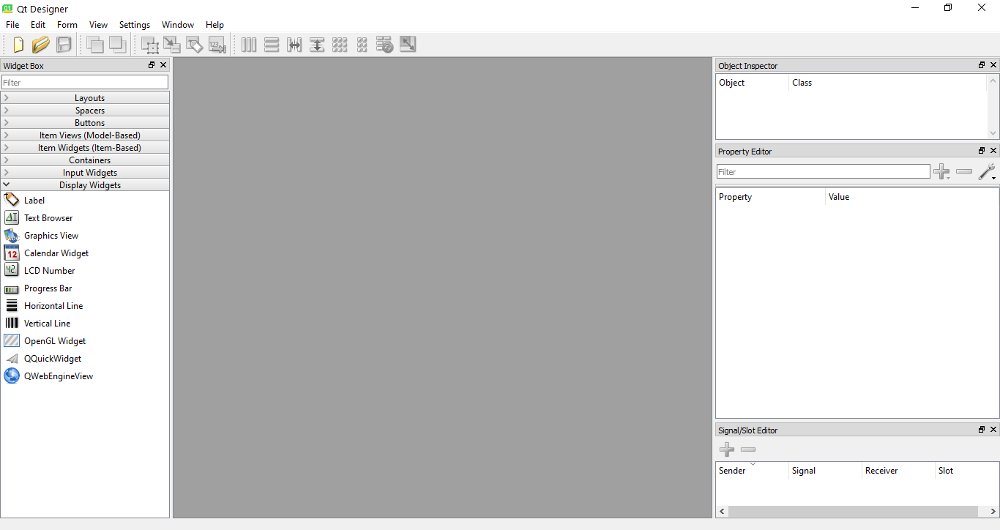 Qt Designer
File Edit Form View Settings Window Help
Widget Box
Filter
Layouts
Spacers
Buttons
Item Views (Model-Based)
Item Widgets (Item-Based)
Containers
Input Widgets
Display Widgets
Label
Text Browser
Graphics View
Calendar Widget
LCD Number
Progress Bar
Horizontal Line
Vertical Line
OpenGL Widget
QQuickWidget
QWebEngineView
Object Inspector
Object Class
Property Editor
Filter
Property Value
Signal/Slot Editor
Sender Signal Receiver Slot